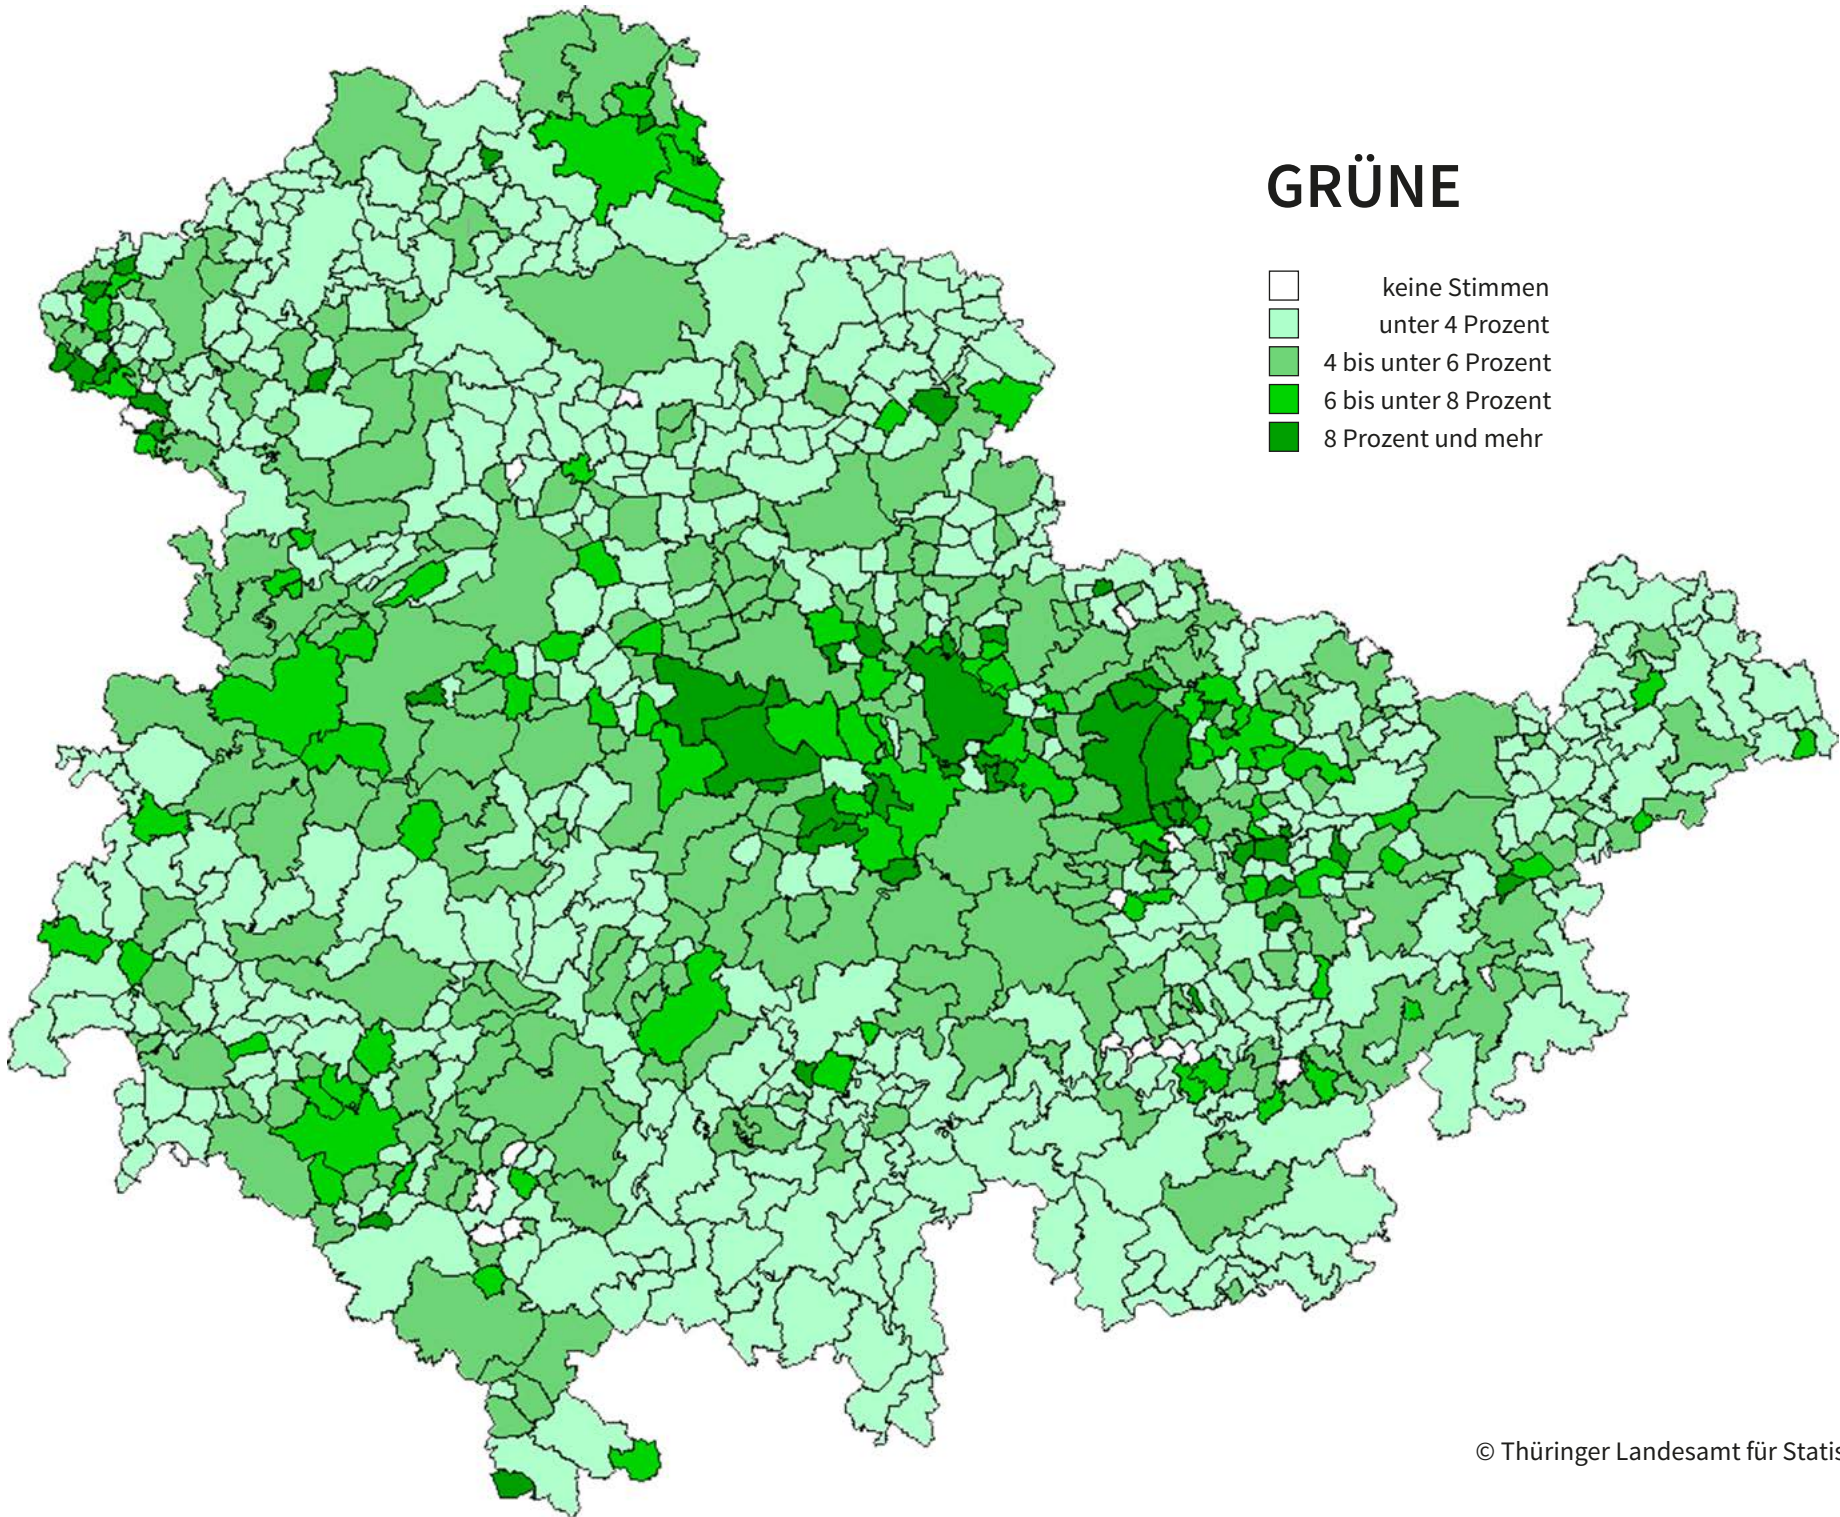 GRÜNE
keine Stimmen
unter 4 Prozent
4 bis unter 6 Prozent
6 bis unter 8 Prozent
8 Prozent und mehr
© Thüringer Landesamt für Statis